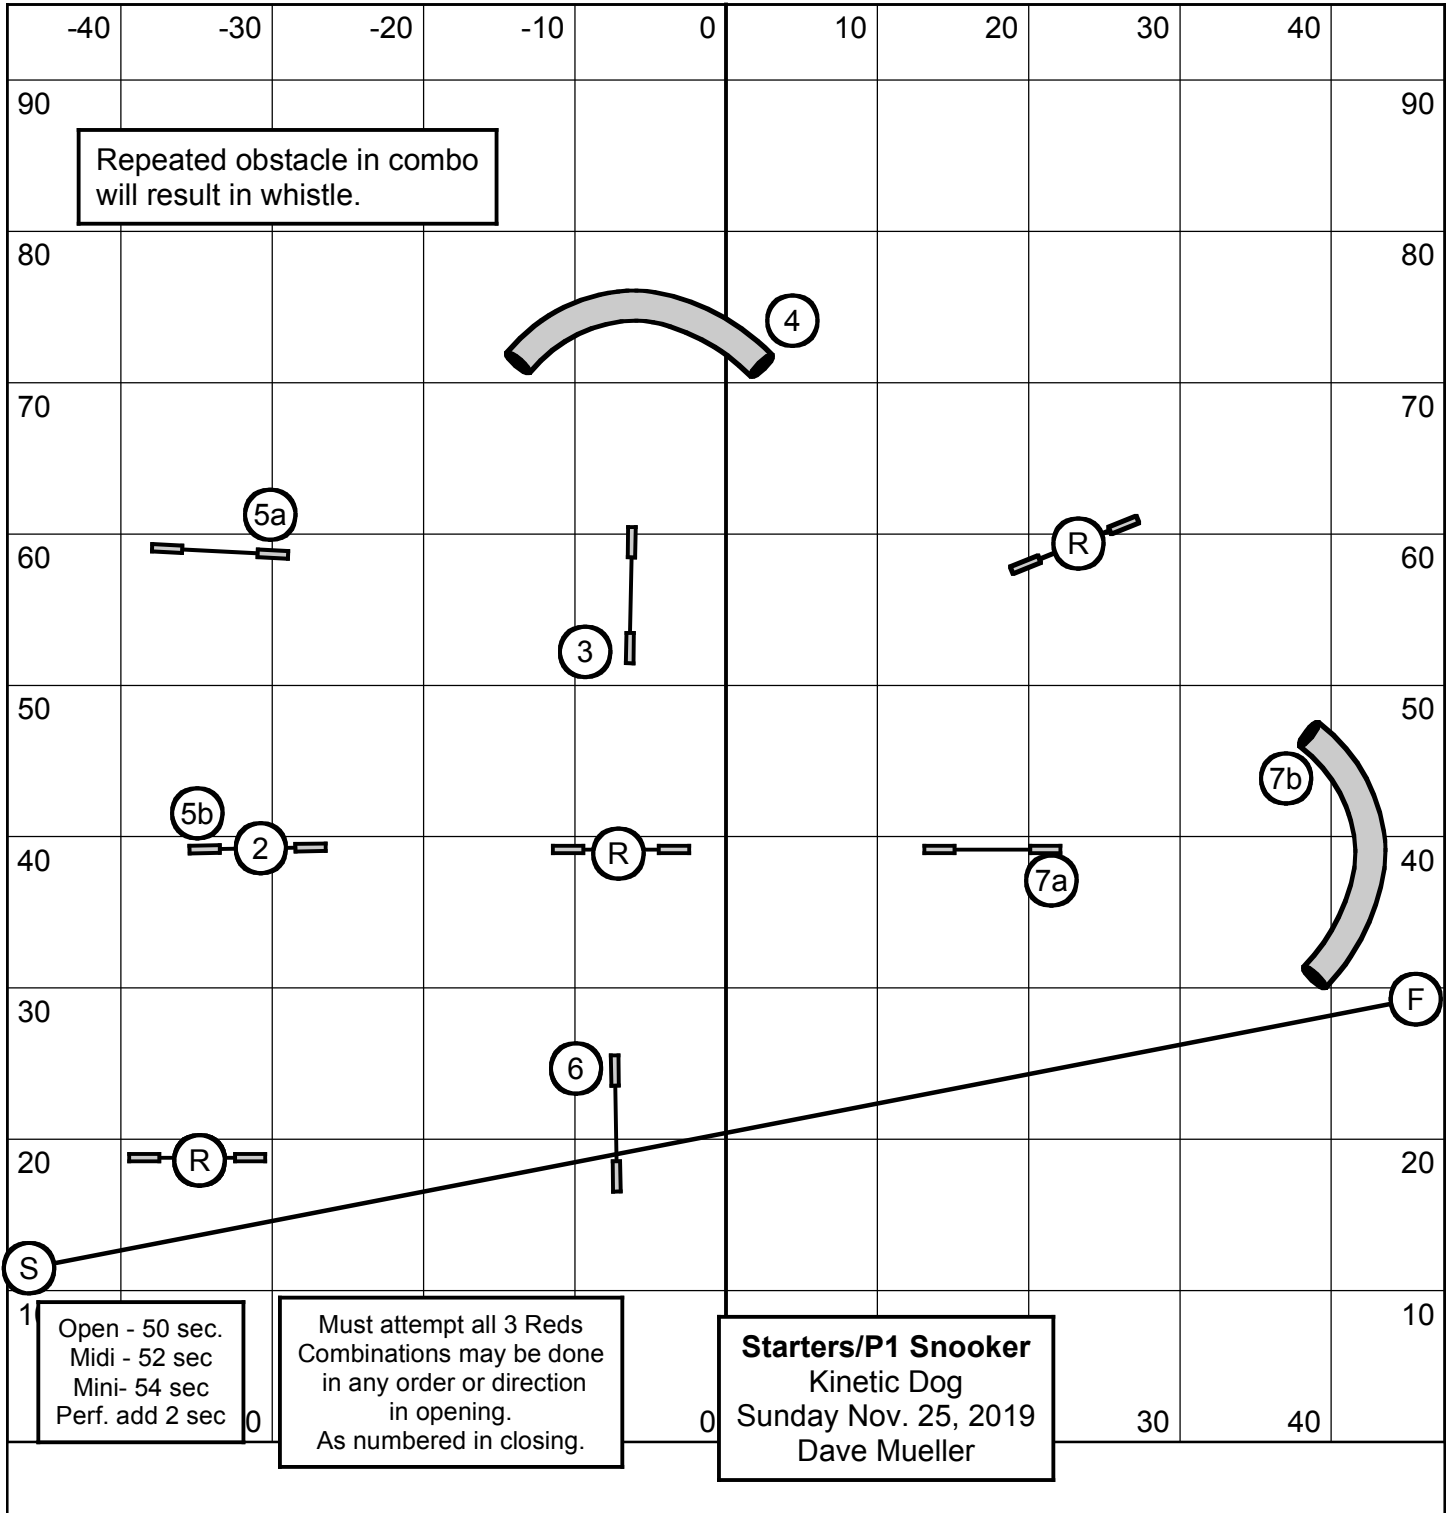 -40 -30 -20 -10 0 10 20 30 40
90 90
Repeated obstacle in combo
will result in whistle.
80 80
4
70 70
5a
R
60 60
3
50 50
7b
5b
2 R
40 40
7a
30 30
F
6
20 R 20
S
10
Open - 50 sec.
Midi - 52 sec
Mini- 54 sec
Perf. add 2 sec
Must attempt all 3 Reds
Combinations may be done
in any order or direction
in opening.
As numbered in closing.
Starters/P1 Snooker
Kinetic Dog
Sunday Nov. 25, 2019
Dave Mueller
0 0 30 40